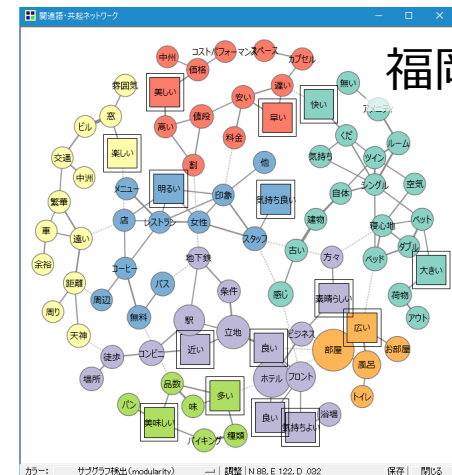 関連語・共起ネットワーク
福岡
中州
コストパフォーマンス
スペース
価格
カプセル
雰囲気
美しい
安い
遅い
快い
無い
アメニティ
窓
高い
値段
早い
くだ
ルーム
ビル
料金
楽しい
交通
割
他
気持ち
ツイン
中洲
メニュー
明るい
印象
気持ち良い
自体
シングル
空気
繁華
店
レストラン
女性
建物
寝心地
ベット
車
遠い
スタッフ
古い
方々
ダブル
余裕
コーヒー
地下鉄
ベッド
大きい
距離
バス
条件
感じ
素晴らしい
荷物
周り
周辺
無料
駅
立地
ビジネス
広い
アウト
天神
徒歩
コンビニ
近い
良い
部屋
お部屋
場所
品数
多い
ホテル
フロント
風呂
パン
味
トイレ
美味しい
良い
気持ちよい
浴場
バイキング
種類
カラー:
サブグラフ検出(modularity)
調整
N 88, E 122, D .032
保存
閉じる